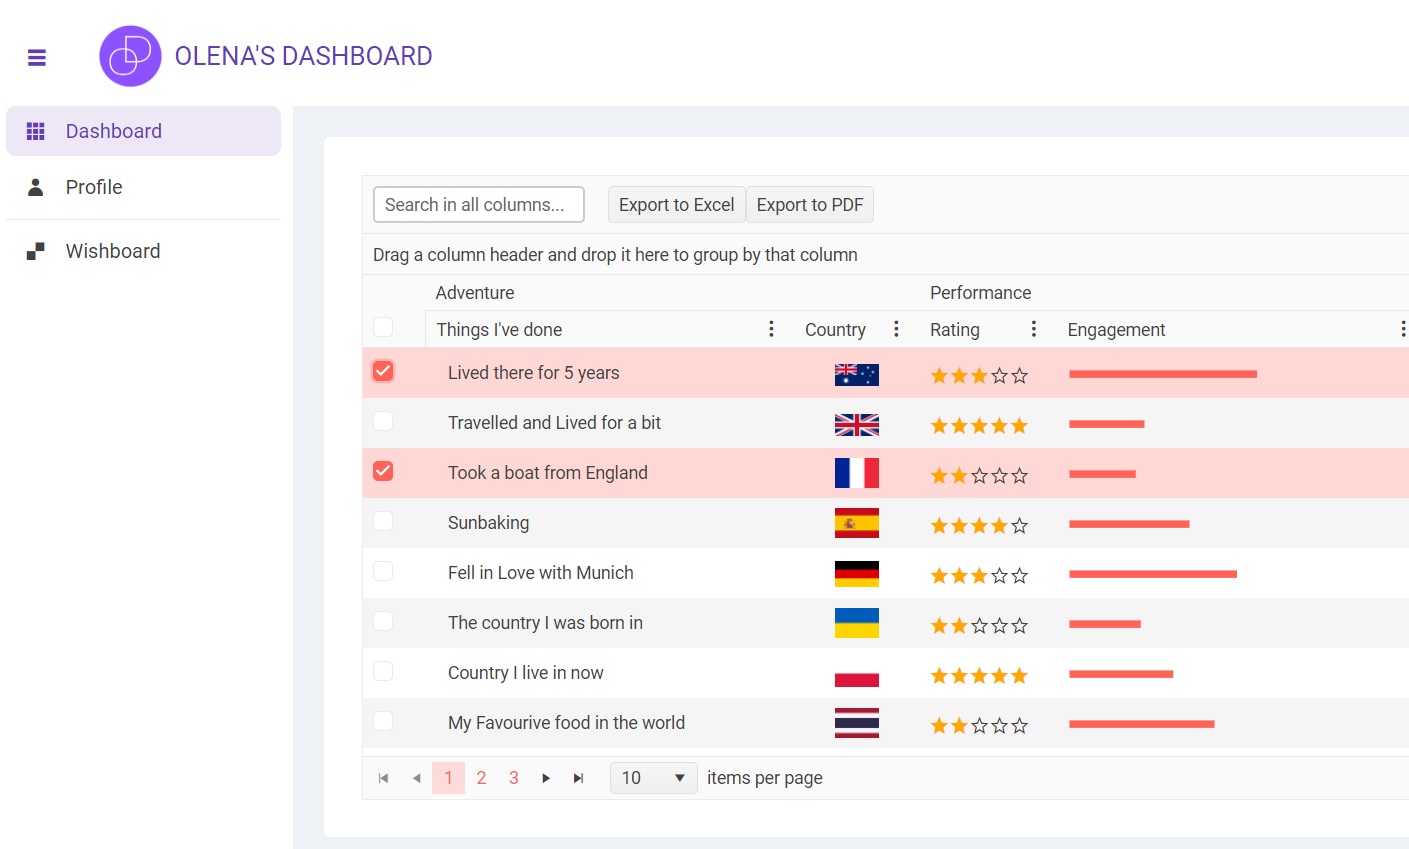 OLENA'S DASHBOARD
Dashboard
Profile
Wishboard
Search in all columns... Export to Excel Export to PDF
Drag a column header and drop it here to group by that column
Adventure Performance
Things I've done Country Rating Engagement
Lived there for 5 years
Travelled and Lived for a bit
Took a boat from England
Sunbaking
Fell in Love with Munich
The country I was born in
Country I live in now
My Favourive food in the world
1 2 3 10 items per page